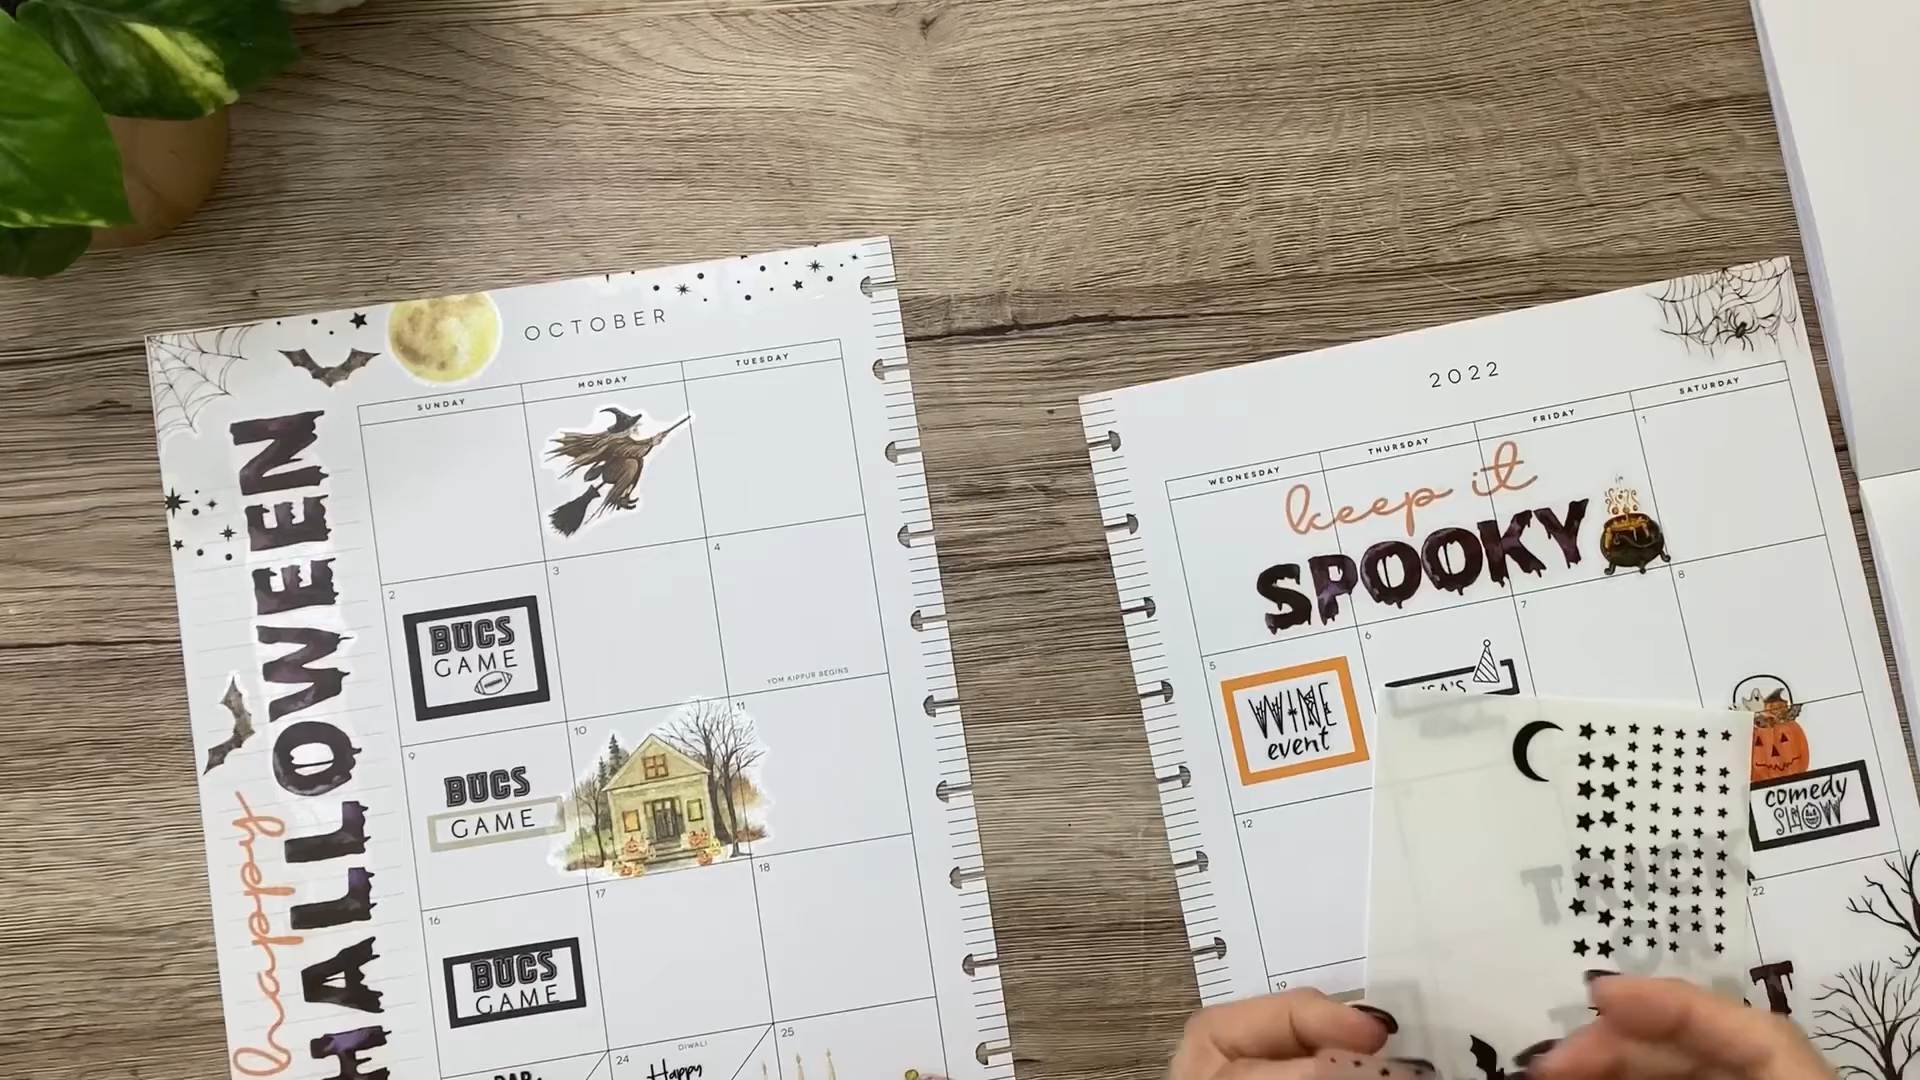 OCTOBER
SUNDAY
MONDAY
TUESDAY
happy
HALLOWEEN
2
3
4
BUCS
GAME
YOM KIPPUR BEGINS
9
10
11
BUCS
GAME
16
17
18
BUCS
GAME
24
DIWALI
25
Happy
2022
WEDNESDAY
THURSDAY
FRIDAY
SATURDAY
1
keep it
SPOOKY
5
6
7
8
WINE
event
comedy
SHOW
12
19
22
TRICK
OR